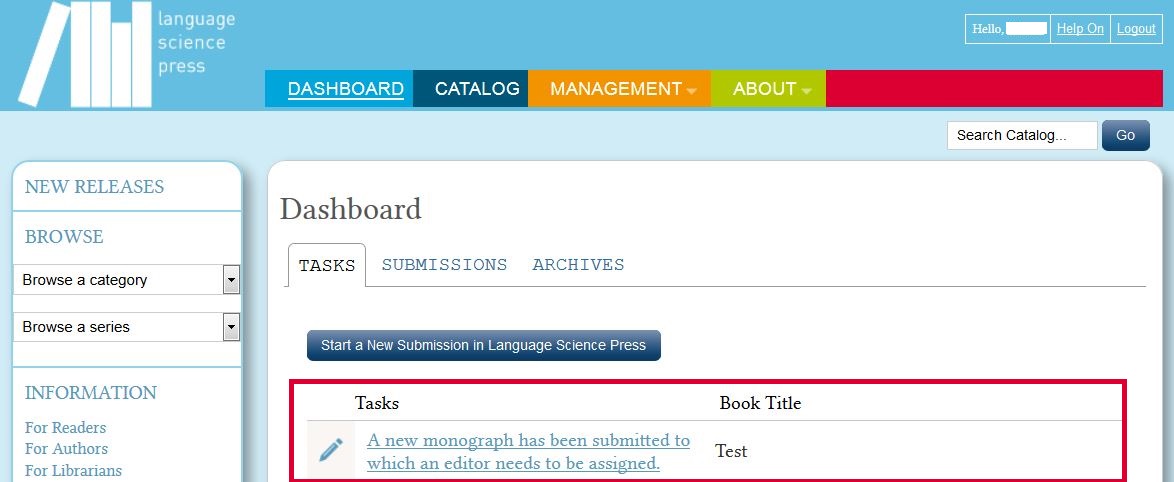 language
science
press
Hello, Help On Logout
DASHBOARD CATALOG MANAGEMENT ABOUT
Search Catalog... Go
NEW RELEASES
BROWSE
Browse a category
Browse a series
INFORMATION
For Readers
For Authors
For Librarians
Dashboard
TASKS SUBMISSIONS ARCHIVES
Start a New Submission in Language Science Press
Tasks Book Title
A new monograph has been submitted to
which an editor needs to be assigned.
Test